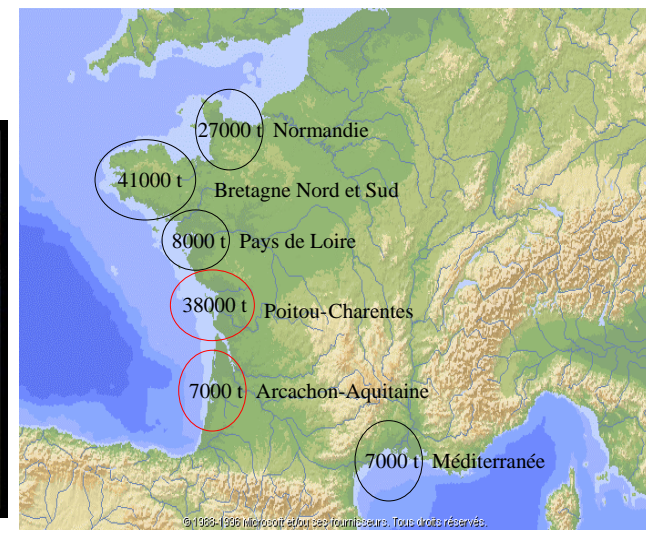 27000 t Normandie
41000 t
Bretagne Nord et Sud
8000 t Pays de Loire
38000 t Poitou-Charentes
7000 t Arcachon-Aquitaine
7000 t Méditerranée
© 1988-1996 Microsoft et/ou ses fournisseurs. Tous droits réservés.